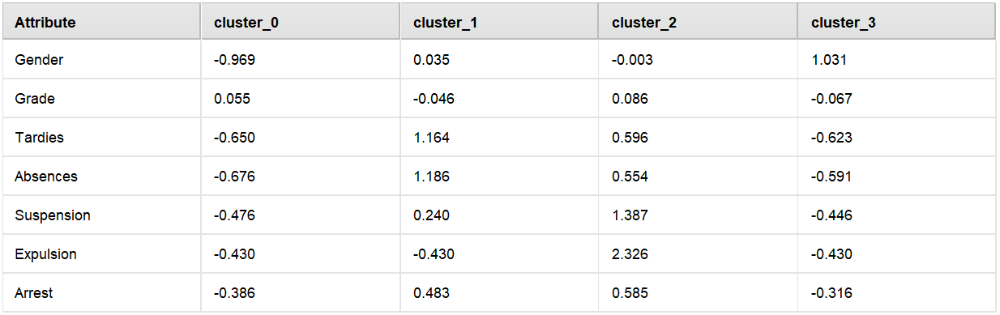 Attribute cluster_0 cluster_1 cluster_2 cluster_3
Gender -0.969 0.035 -0.003 1.031
Grade 0.055 -0.046 0.086 -0.067
Tardies -0.650 1.164 0.596 -0.623
Absences -0.676 1.186 0.554 -0.591
Suspension -0.476 0.240 1.387 -0.446
Expulsion -0.430 -0.430 2.326 -0.430
Arrest -0.386 0.483 0.585 -0.316